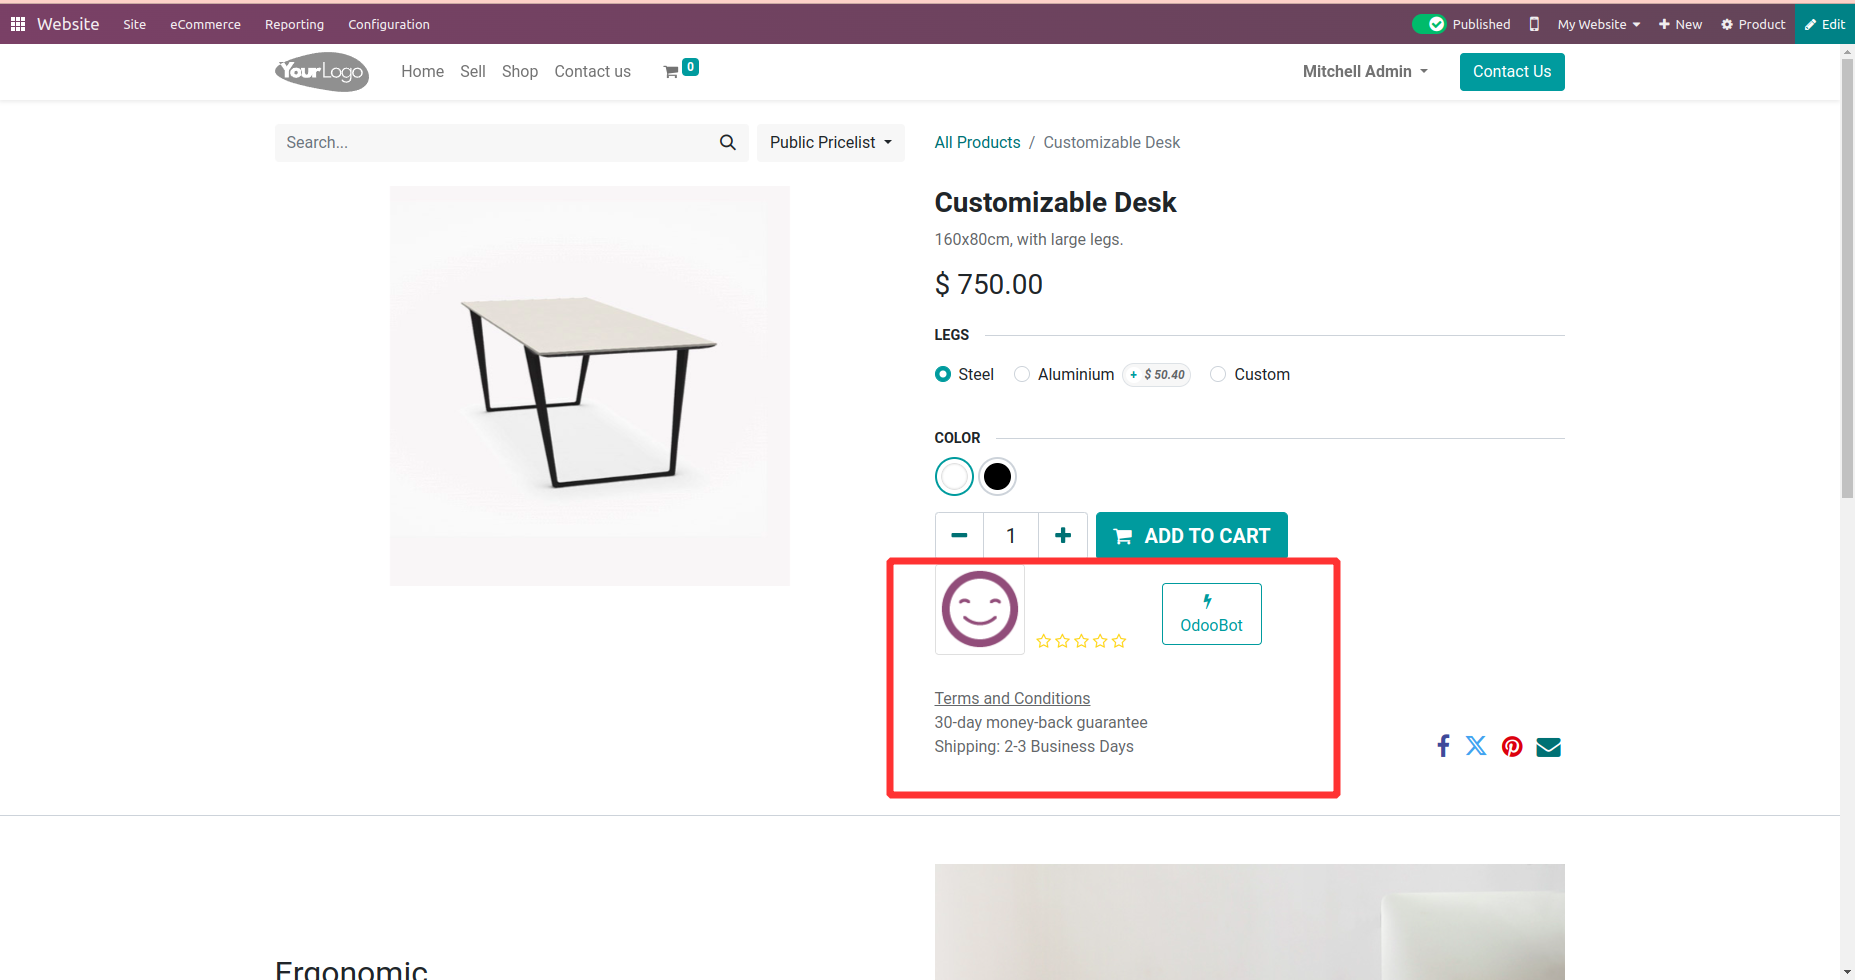 Website Site eCommerce Reporting Configuration Published My Website New Product Edit
YourLogo Home Sell Shop Contact us 0 Mitchell Admin Contact Us
Search... Public Pricelist All Products / Customizable Desk
Customizable Desk
160x80cm, with large legs.
$ 750.00
LEGS
Steel Aluminium + $ 50.40 Custom
COLOR
1 ADD TO CART
OdooBot
Terms and Conditions
30-day money-back guarantee
Shipping: 2-3 Business Days
Ergonomic